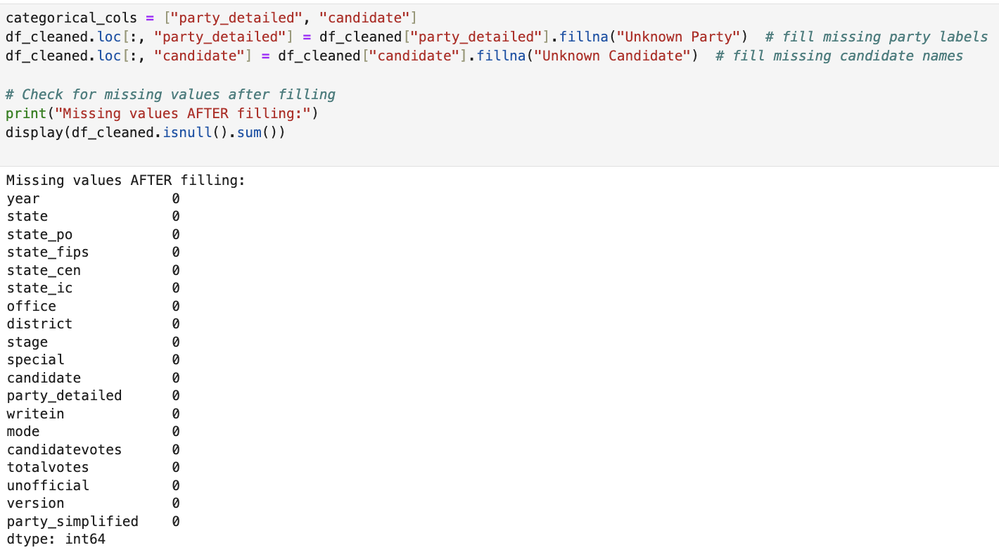 categorical_cols = ["party_detailed", "candidate"]
df_cleaned.loc[:, "party_detailed"] = df_cleaned["party_detailed"].fillna("Unknown Party")  # fill missing party labels
df_cleaned.loc[:, "candidate"] = df_cleaned["candidate"].fillna("Unknown Candidate")  # fill missing candidate names

# Check for missing values after filling
print("Missing values AFTER filling:")
display(df_cleaned.isnull().sum())

Missing values AFTER filling:
year                0
state               0
state_po            0
state_fips          0
state_cen           0
state_ic            0
office              0
district            0
stage               0
special             0
candidate           0
party_detailed      0
writein             0
mode                0
candidatevotes      0
totalvotes          0
unofficial          0
version             0
party_simplified    0
dtype: int64